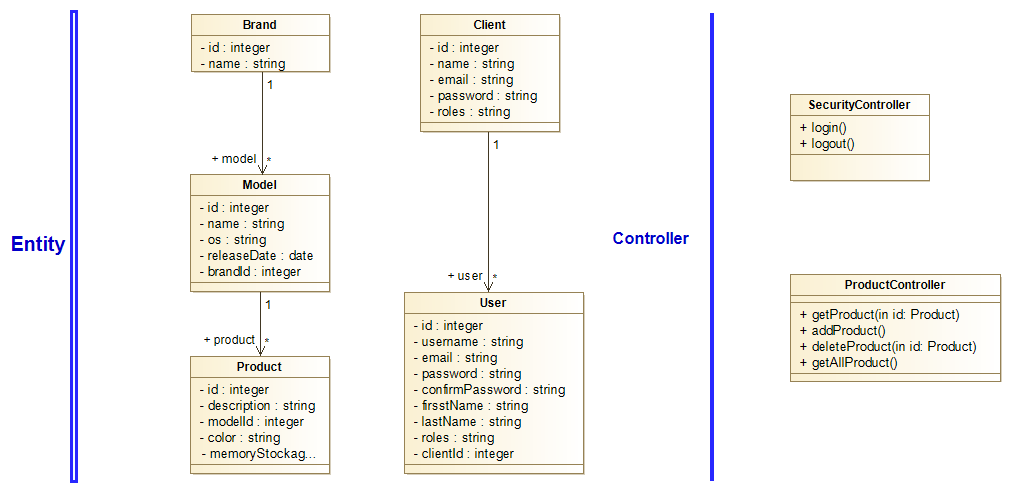 Entity
Brand
- id : integer
- name : string
1
+ model
*
Model
- id : integer
- name : string
- os : string
- releaseDate : date
- brandId : integer
1
+ product
*
Product
- id : integer
- description : string
- modelId : integer
- color : string
- memoryStockag...
Client
- id : integer
- name : string
- email : string
- password : string
- roles : string
1
+ user
*
User
- id : integer
- username : string
- email : string
- password : string
- confirmPassword : string
- firsstName : string
- lastName : string
- roles : string
- clientId : integer
Controller
SecurityController
+ login()
+ logout()
ProductController
+ getProduct(in id: Product)
+ addProduct()
+ deleteProduct(in id: Product)
+ getAllProduct()